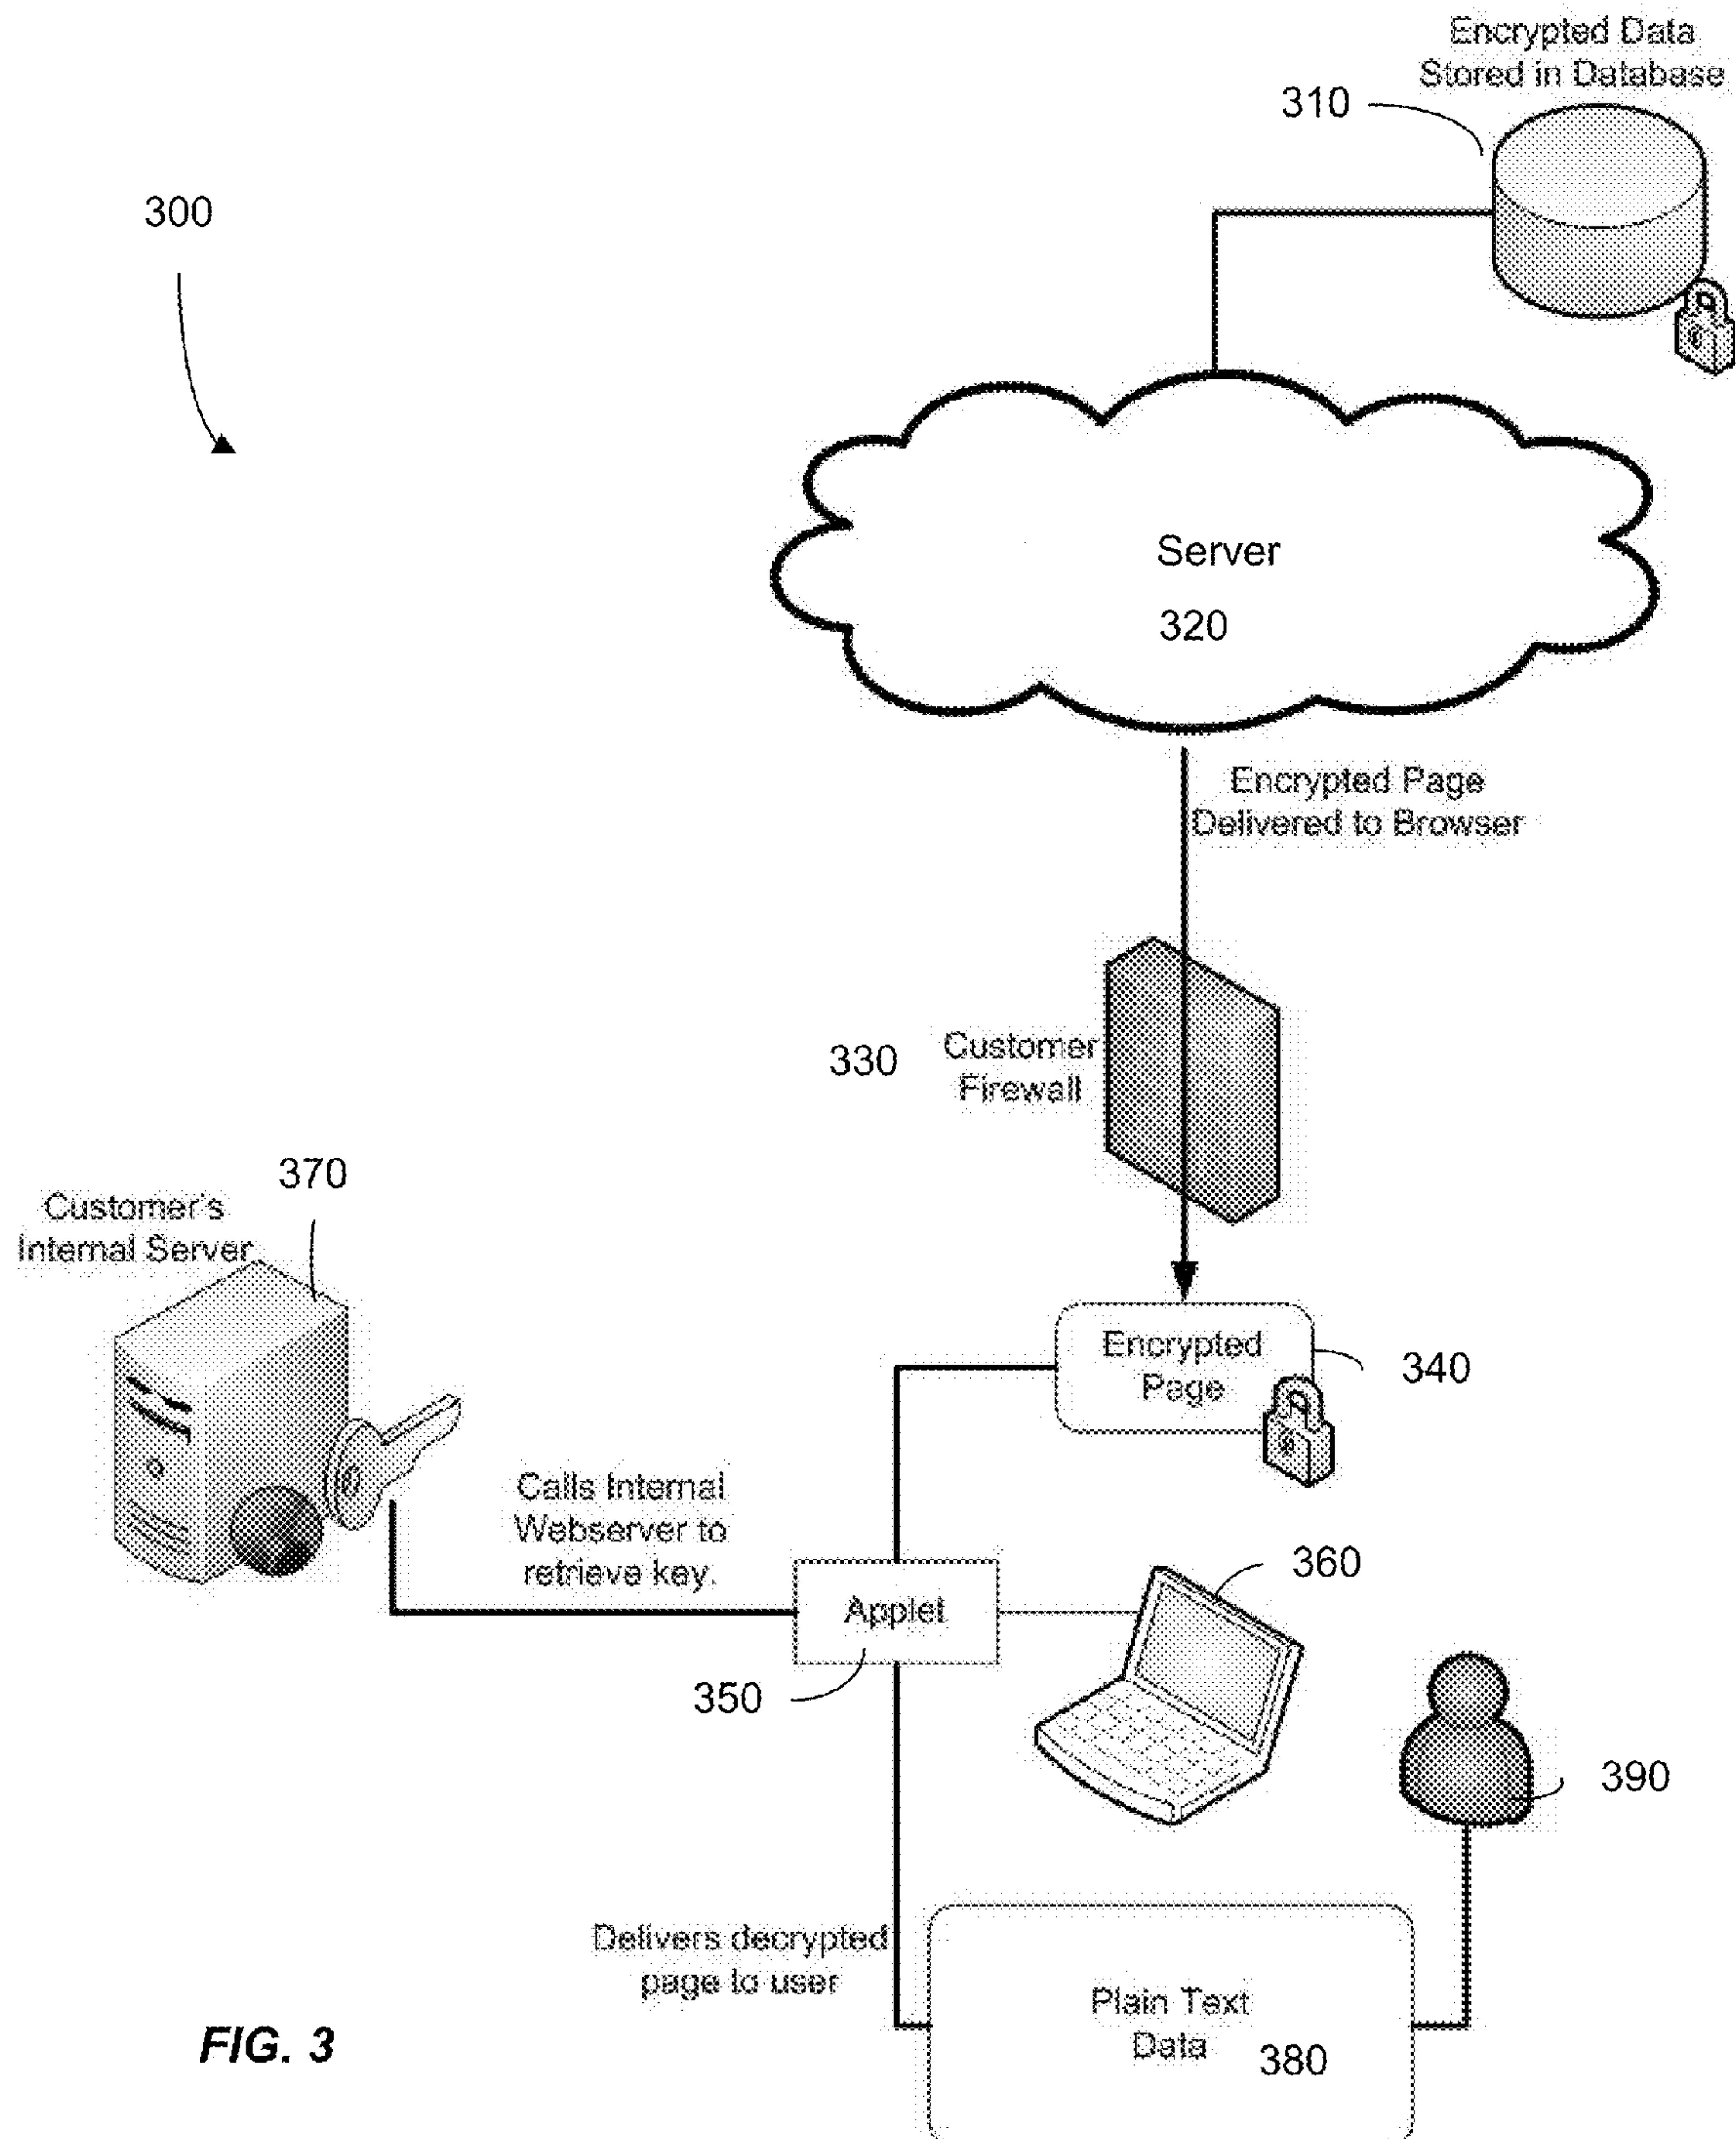 Encrypted Data
Stored in Database
310
300
Server
320
Encrypted Page
Delivered to Browser
330
Customer
Firewall
370
Customer's
Internal Server
Encrypted
Page
340
Calls Internal
Webserver to
retrieve key.
360
Applet
350
390
Delivers decrypted
page to user
Plain Text
Data
380
FIG. 3